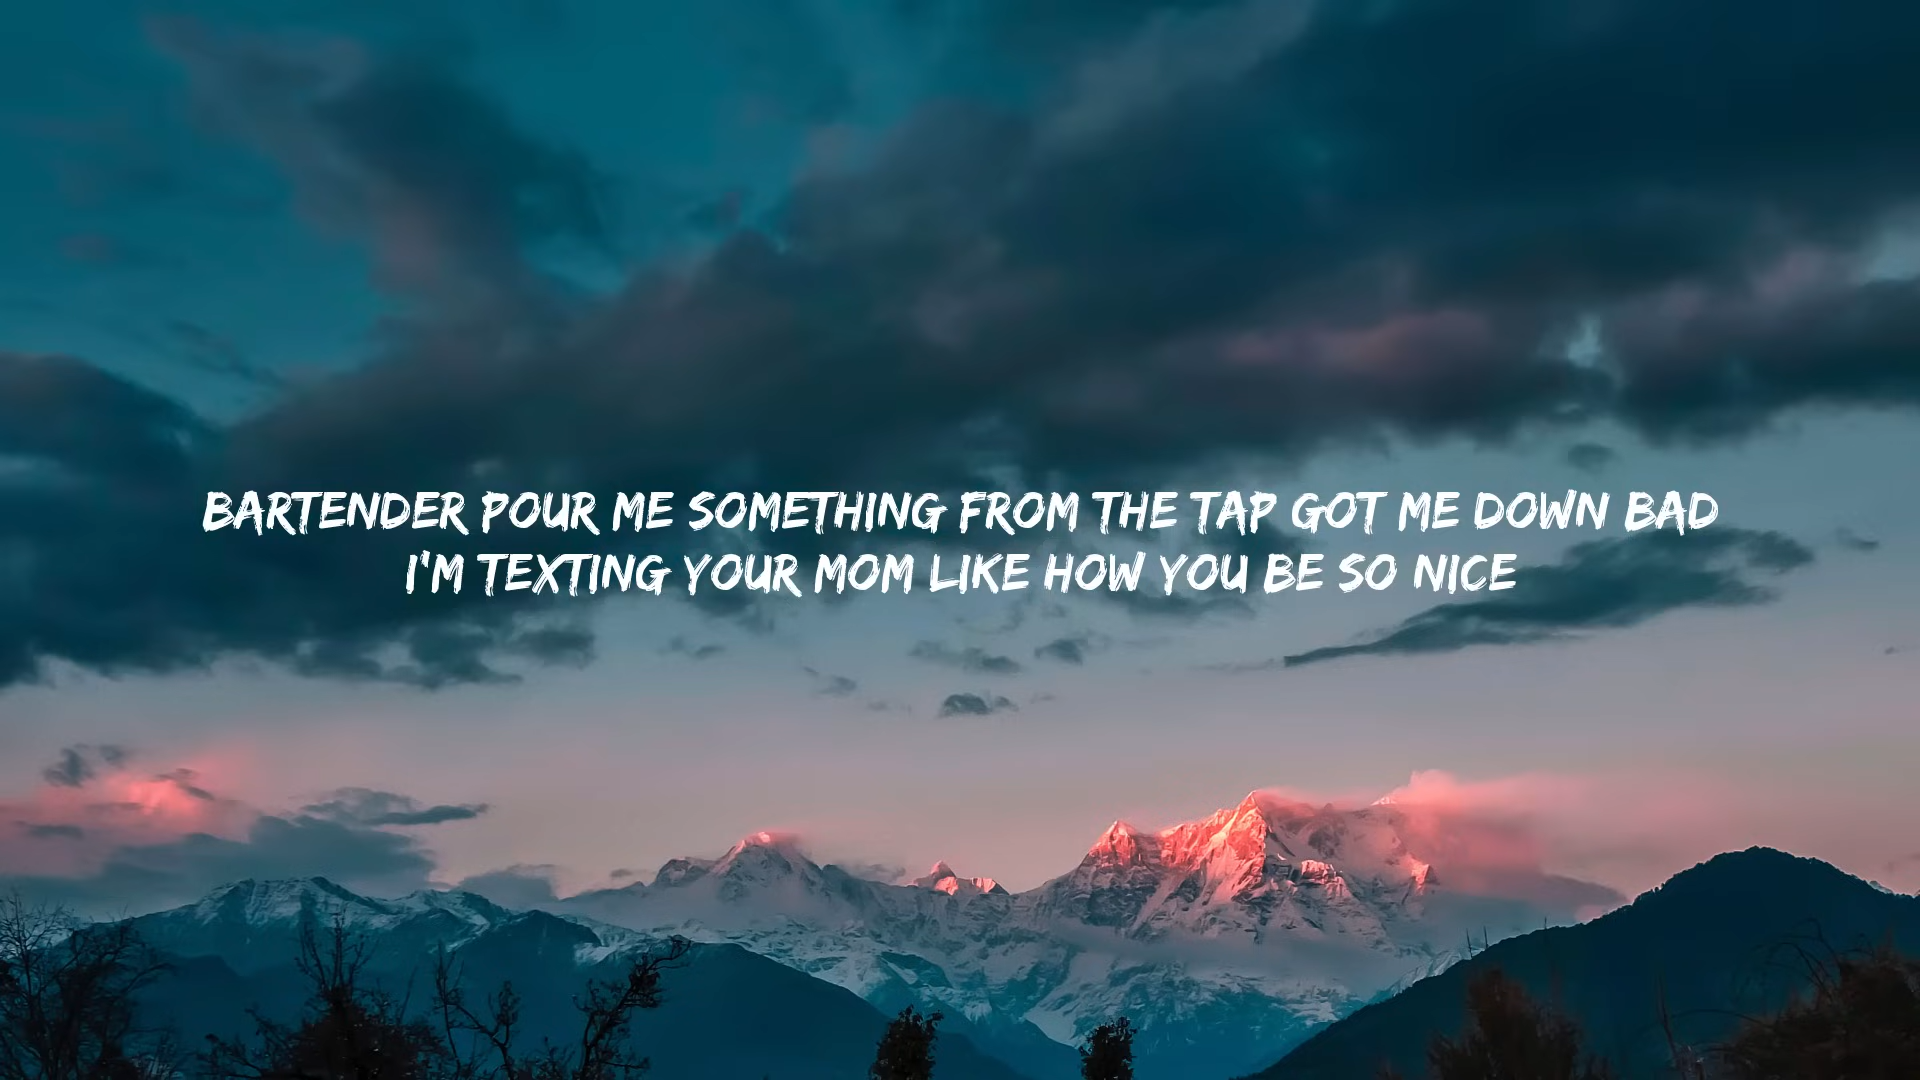 BARTENDER POUR ME SOMETHING FROM THE TAP GOT ME DOWN BAD
I'M TEXTING YOUR MOM LIKE HOW YOU BE SO NICE